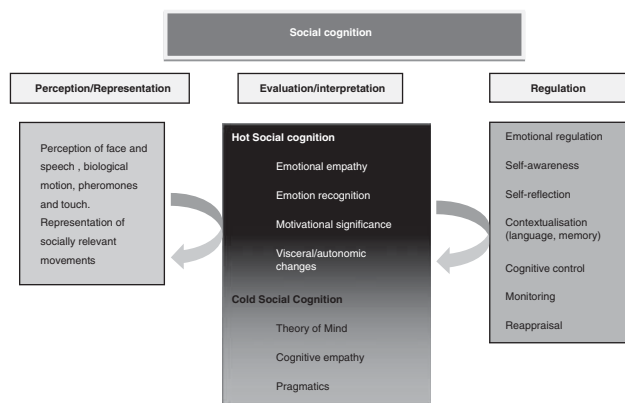 Social cognition
Perception/Representation
Evaluation/interpretation
Regulation
Perception of face and
speech , biological
motion, pheromones
and touch.
Representation of
socially relevant
movements
Hot Social cognition
Emotional empathy
Emotion recognition
Motivational significance
Visceral/autonomic
changes
Cold Social Cognition
Theory of Mind
Cognitive empathy
Pragmatics
Emotional regulation
Self-awareness
Self-reflection
Contextualisation
(language, memory)
Cognitive control
Monitoring
Reappraisal